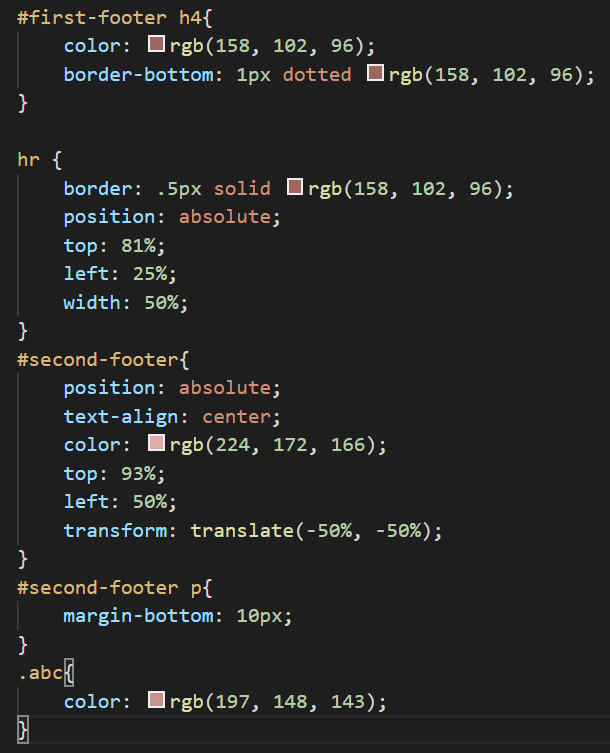 #first-footer h4{
    color: rgb(158, 102, 96);
    border-bottom: 1px dotted rgb(158, 102, 96);
}

hr {
    border: .5px solid rgb(158, 102, 96);
    position: absolute;
    top: 81%;
    left: 25%;
    width: 50%;
}
#second-footer{
    position: absolute;
    text-align: center;
    color: rgb(224, 172, 166);
    top: 93%;
    left: 50%;
    transform: translate(-50%, -50%);
}
#second-footer p{
    margin-bottom: 10px;
}
.abc{
    color: rgb(197, 148, 143);
}